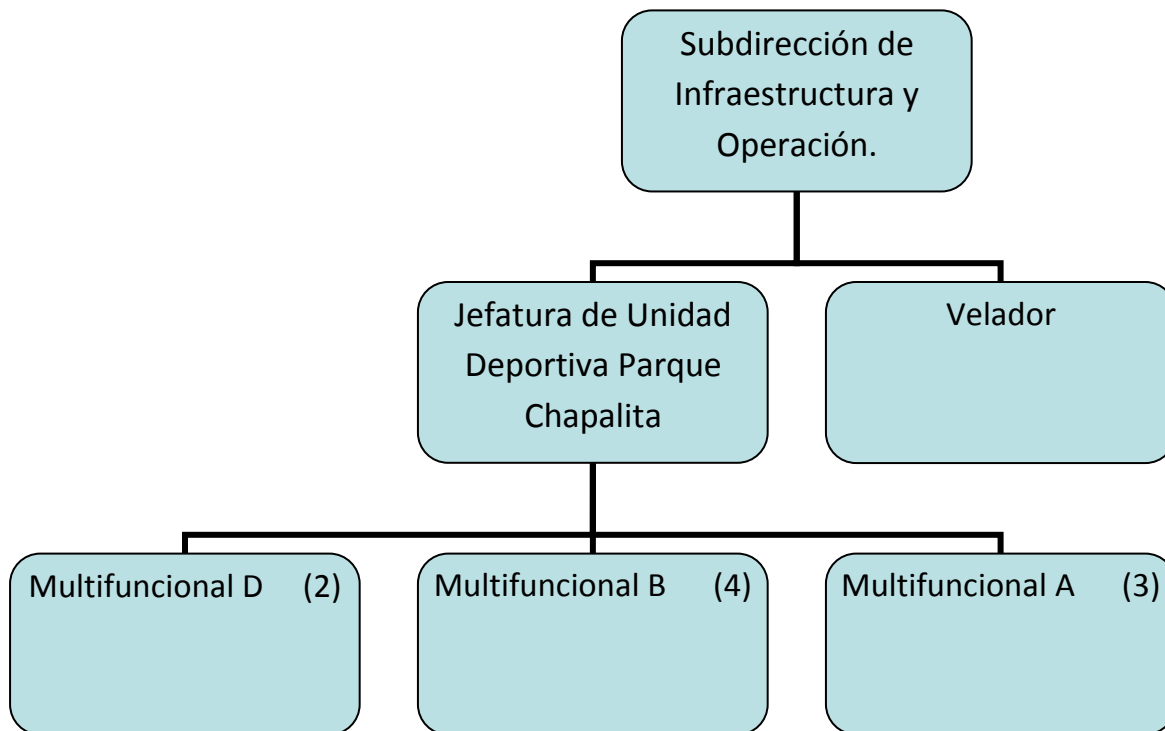 Subdirección de
Infraestructura y
Operación.
Jefatura de Unidad
Deportiva Parque
Chapalita
Velador
Multifuncional D (2)
Multifuncional B (4)
Multifuncional A (3)